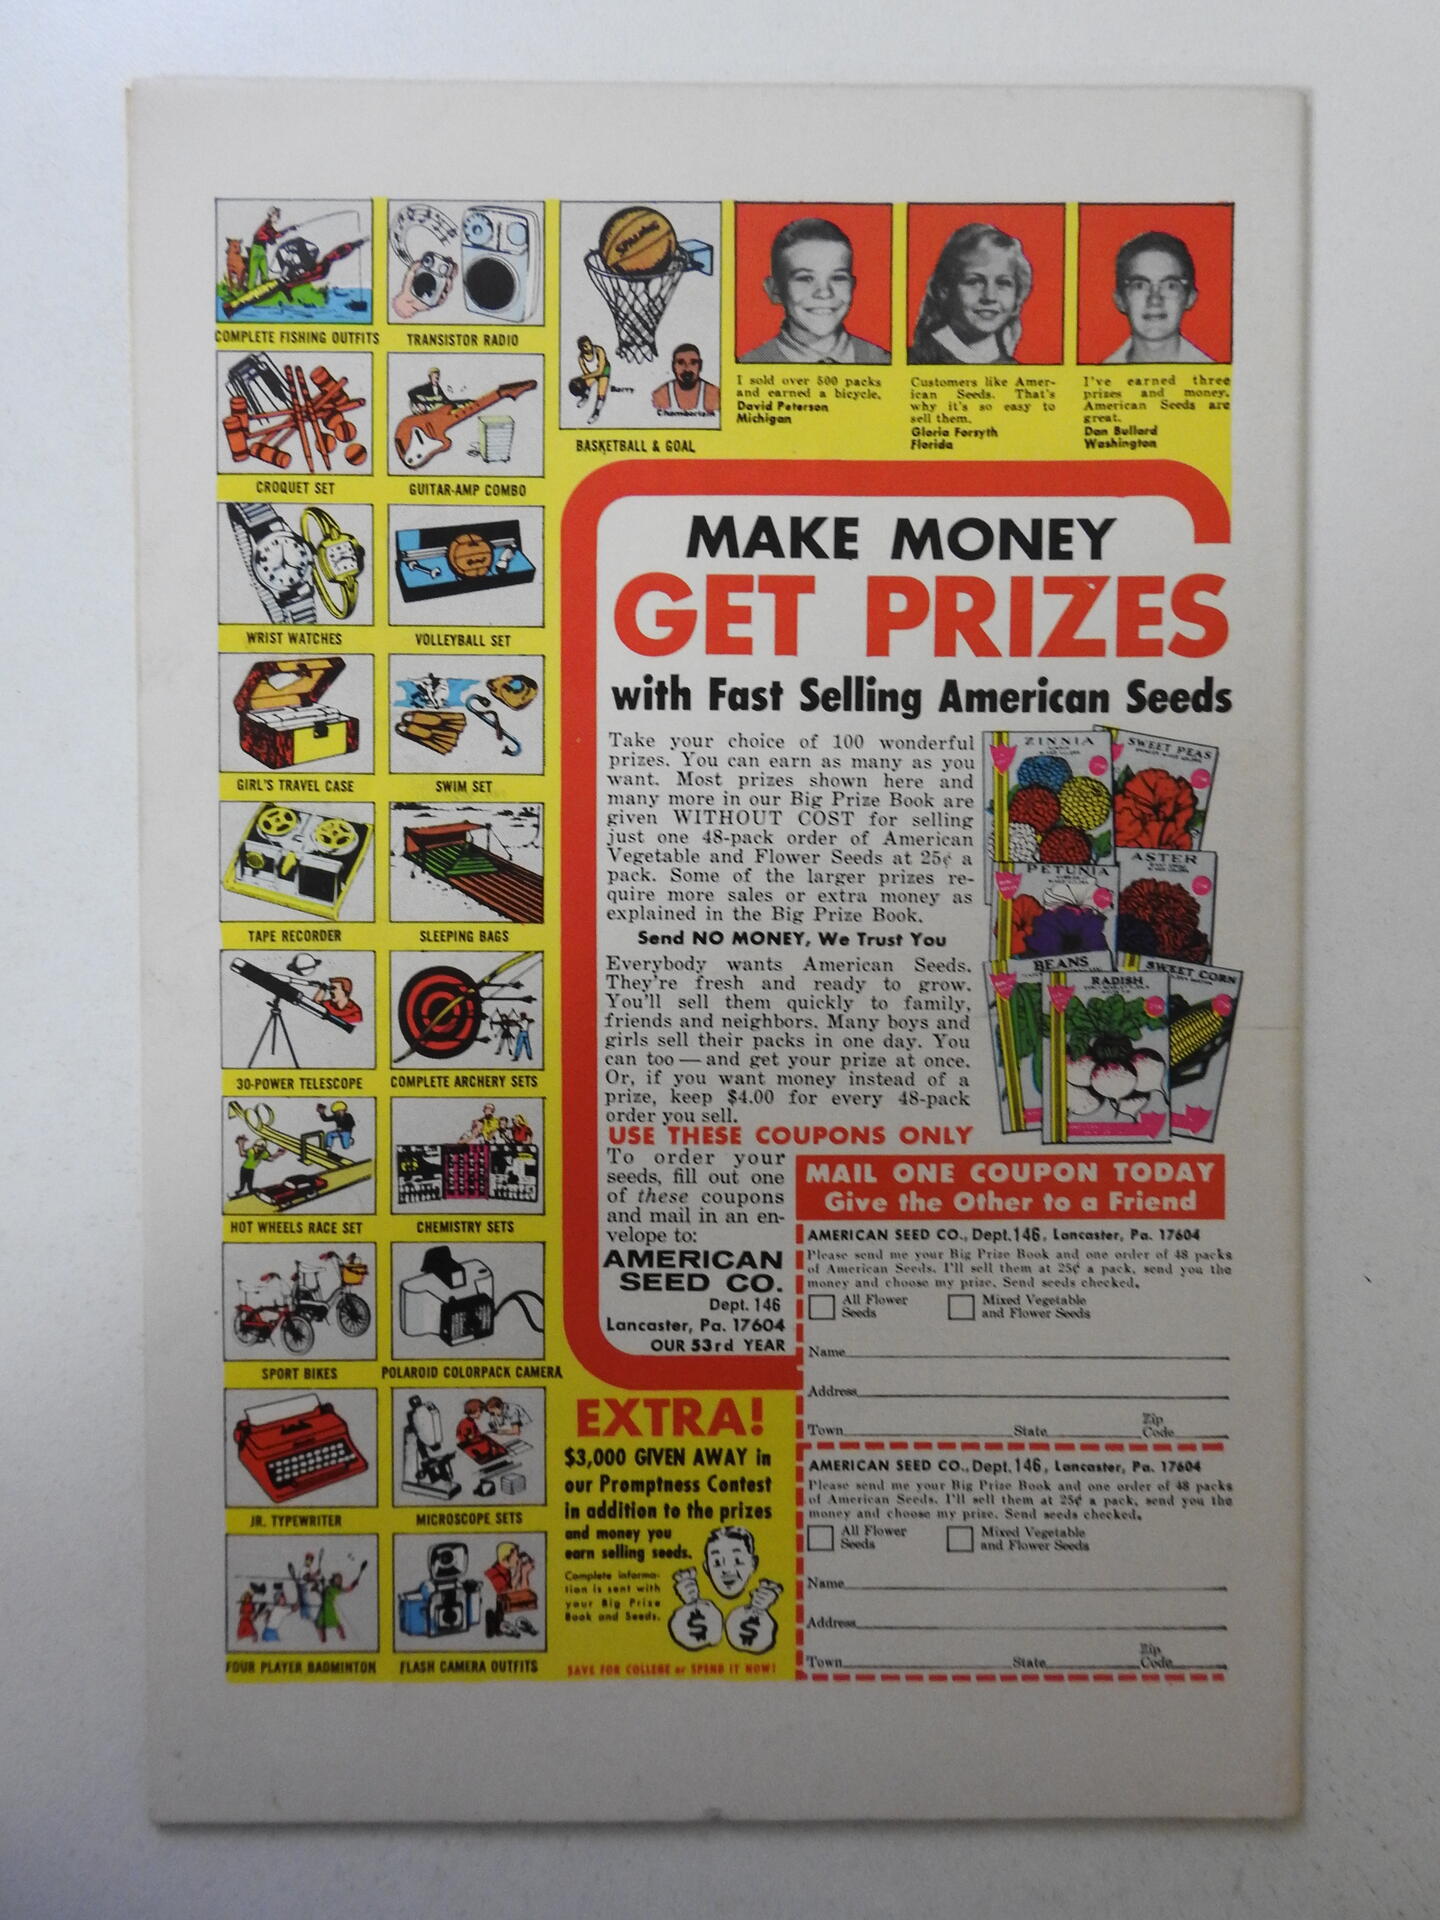 COMPLETE FISHING OUTFITS
TRANSISTOR RADIO
CROQUET SET
GUITAR-AMP COMBO
WRIST WATCHES
VOLLEYBALL SET
GIRL'S TRAVEL CASE
SWIM SET
TAPE RECORDER
SLEEPING BAGS
30-POWER TELESCOPE
COMPLETE ARCHERY SETS
HOT WHEELS RACE SET
CHEMISTRY SETS
SPORT BIKES
POLAROID COLORPACK CAMERA
JR. TYPEWRITER
MICROSCOPE SETS
FOUR PLAYER BADMINTON
FLASH CAMERA OUTFITS
SPALDING
Barry
Chamberlain
BASKETBALL & GOAL
I sold over 500 packs
and earned a bicycle.
David Peterson
Michigan
Customers like Amer-
ican Seeds. That's
why it's so easy to
sell them.
Gloria Forsyth
Florida
I've earned three
prizes and money.
American Seeds are
great.
Dan Bullard
Washington
MAKE MONEY
GET PRIZES
with Fast Selling American Seeds
Take your choice of 100 wonderful
prizes. You can earn as many as you
want. Most prizes shown here and
many more in our Big Prize Book are
given WITHOUT COST for selling
just one 48-pack order of American
Vegetable and Flower Seeds at 25¢ a
pack. Some of the larger prizes re-
quire more sales or extra money as
explained in the Big Prize Book.
Send NO MONEY, We Trust You
Everybody wants American Seeds.
They're fresh and ready to grow.
You'll sell them quickly to family,
friends and neighbors. Many boys and
girls sell their packs in one day. You
can too — and get your prize at once.
Or, if you want money instead of a
prize, keep $4.00 for every 48-pack
order you sell.
ZINNIA
SWEET PEAS
PETUNIA
ASTER
BEANS
RADISH
SWEET CORN
USE THESE COUPONS ONLY
To order your
seeds, fill out one
of these coupons
and mail in an en-
velope to:
AMERICAN
SEED CO.
Dept. 146
Lancaster, Pa. 17604
OUR 53rd YEAR
MAIL ONE COUPON TODAY
Give the Other to a Friend
AMERICAN SEED CO., Dept. 146, Lancaster, Pa. 17604
Please send me your Big Prize Book and one order of 48 packs
of American Seeds. I'll sell them at 25¢ a pack, send you the
money and choose my prize. Send seeds checked.
All Flower
Seeds
Mixed Vegetable
and Flower Seeds
Name
Address
Town State Zip Code
AMERICAN SEED CO., Dept. 146, Lancaster, Pa. 17604
Please send me your Big Prize Book and one order of 48 packs
of American Seeds. I'll sell them at 25¢ a pack, send you the
money and choose my prize. Send seeds checked.
All Flower
Seeds
Mixed Vegetable
and Flower Seeds
Name
Address
Town State Zip Code
EXTRA!
$3,000 GIVEN AWAY in
our Promptness Contest
in addition to the prizes
and money you
earn selling seeds.
Complete informa-
tion is sent with
your Big Prize
Book and Seeds.
$ $
SAVE FOR COLLEGE or SPEND IT NOW!